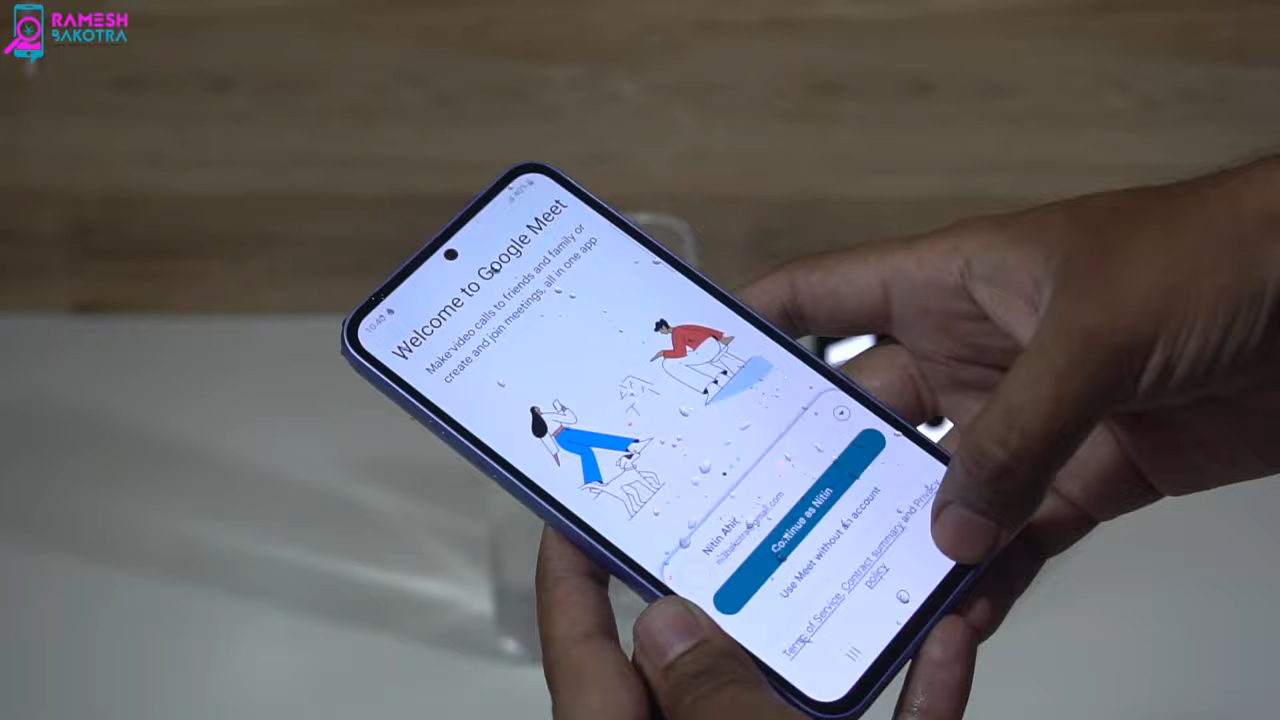 RAMESH
BAKOTRA
10:40
40%
Welcome to Google Meet
Make video calls to friends and family or
create and join meetings, all in one app
Nitin Ahir
Continue as Nitin
Use Meet without an account
Terms of Service, Contract summary and Privacy
policy